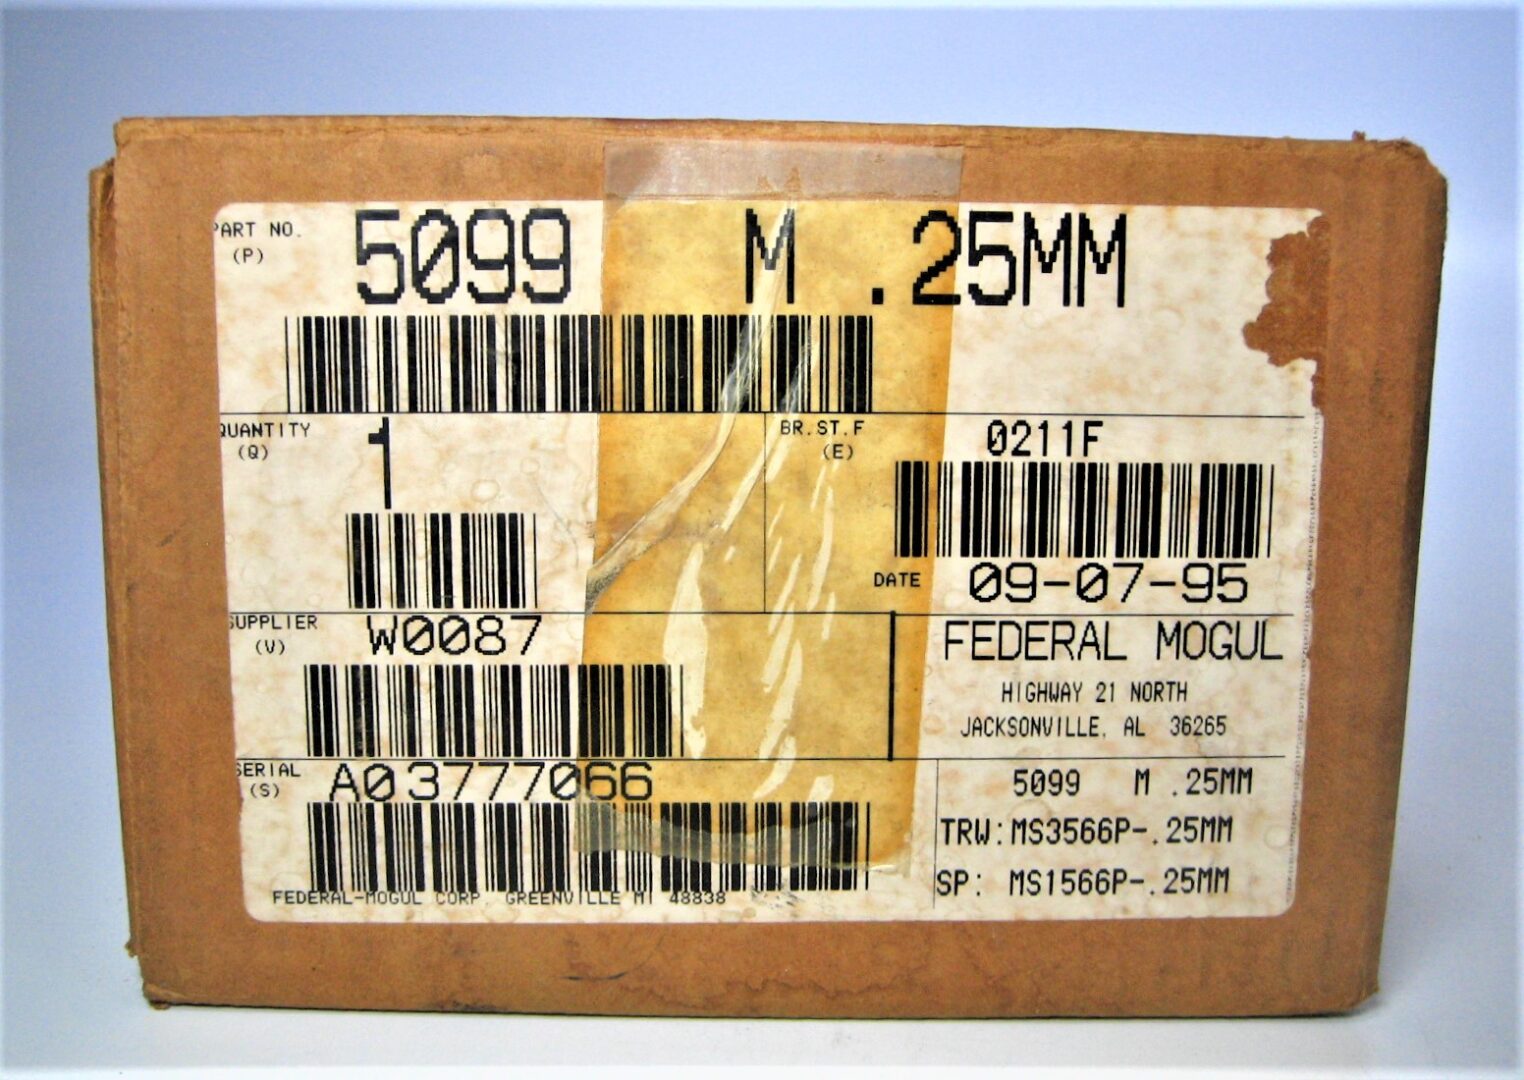 PART NO. 5099 M .25MM
(P)
QUANTITY 1
(Q)
BR.ST.F 0211F
(E)
DATE 09-07-95
SUPPLIER W0087
(V)
FEDERAL MOGUL
HIGHWAY 21 NORTH
JACKSONVILLE, AL 36265
SERIAL A03777066
(S)
5099 M .25MM
TRW:MS3566P-.25MM
SP: MS1566P-.25MM
FEDERAL-MOGUL CORP. GREENVILLE MI 48838